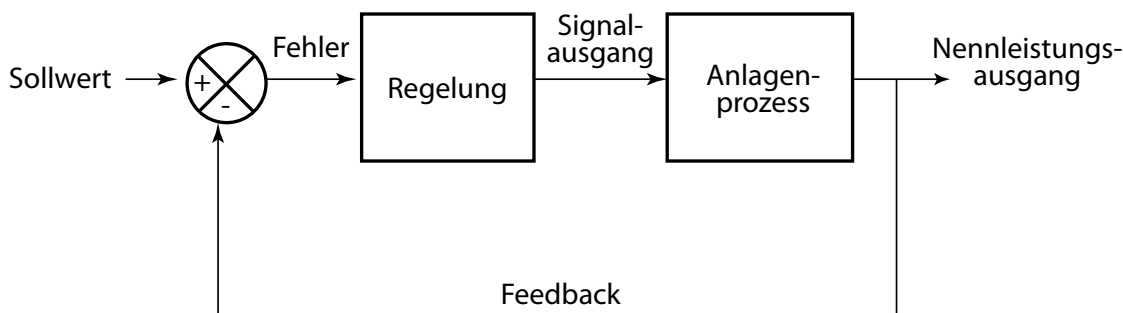 Sollwert
+
-
Fehler
Regelung
Signal-
ausgang
Anlagen-
prozess
Nennleistungs-
ausgang
Feedback